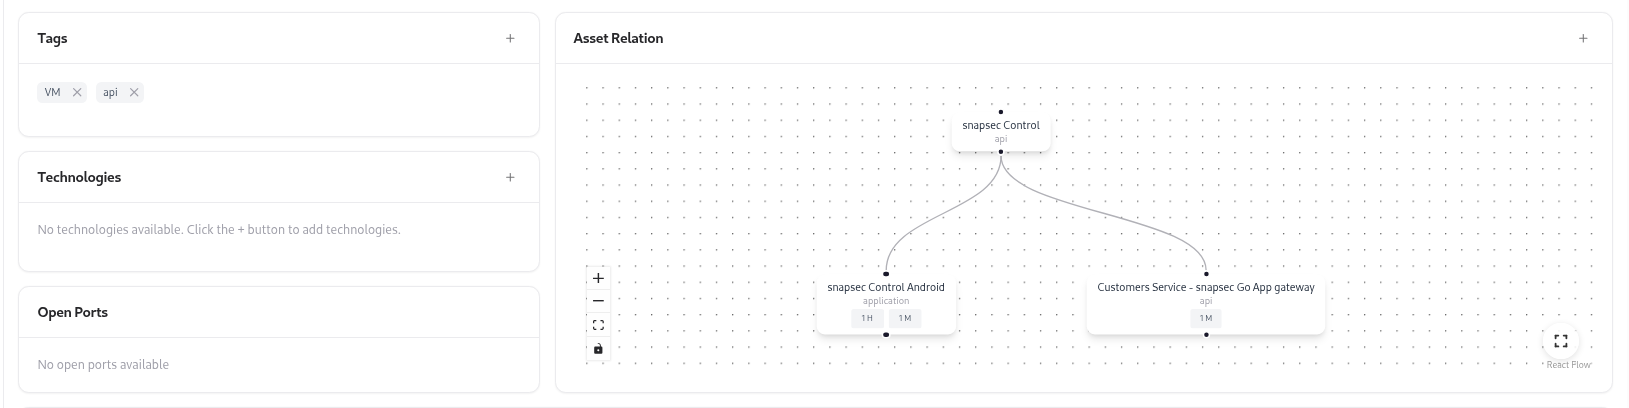 Tags
VM
api
Technologies
No technologies available. Click the + button to add technologies.
Open Ports
No open ports available
Asset Relation
snapsec Control
api
snapsec Control Android
application
1 H 1 M
Customers Service - snapsec Go App gateway
api
1 M
React Flow